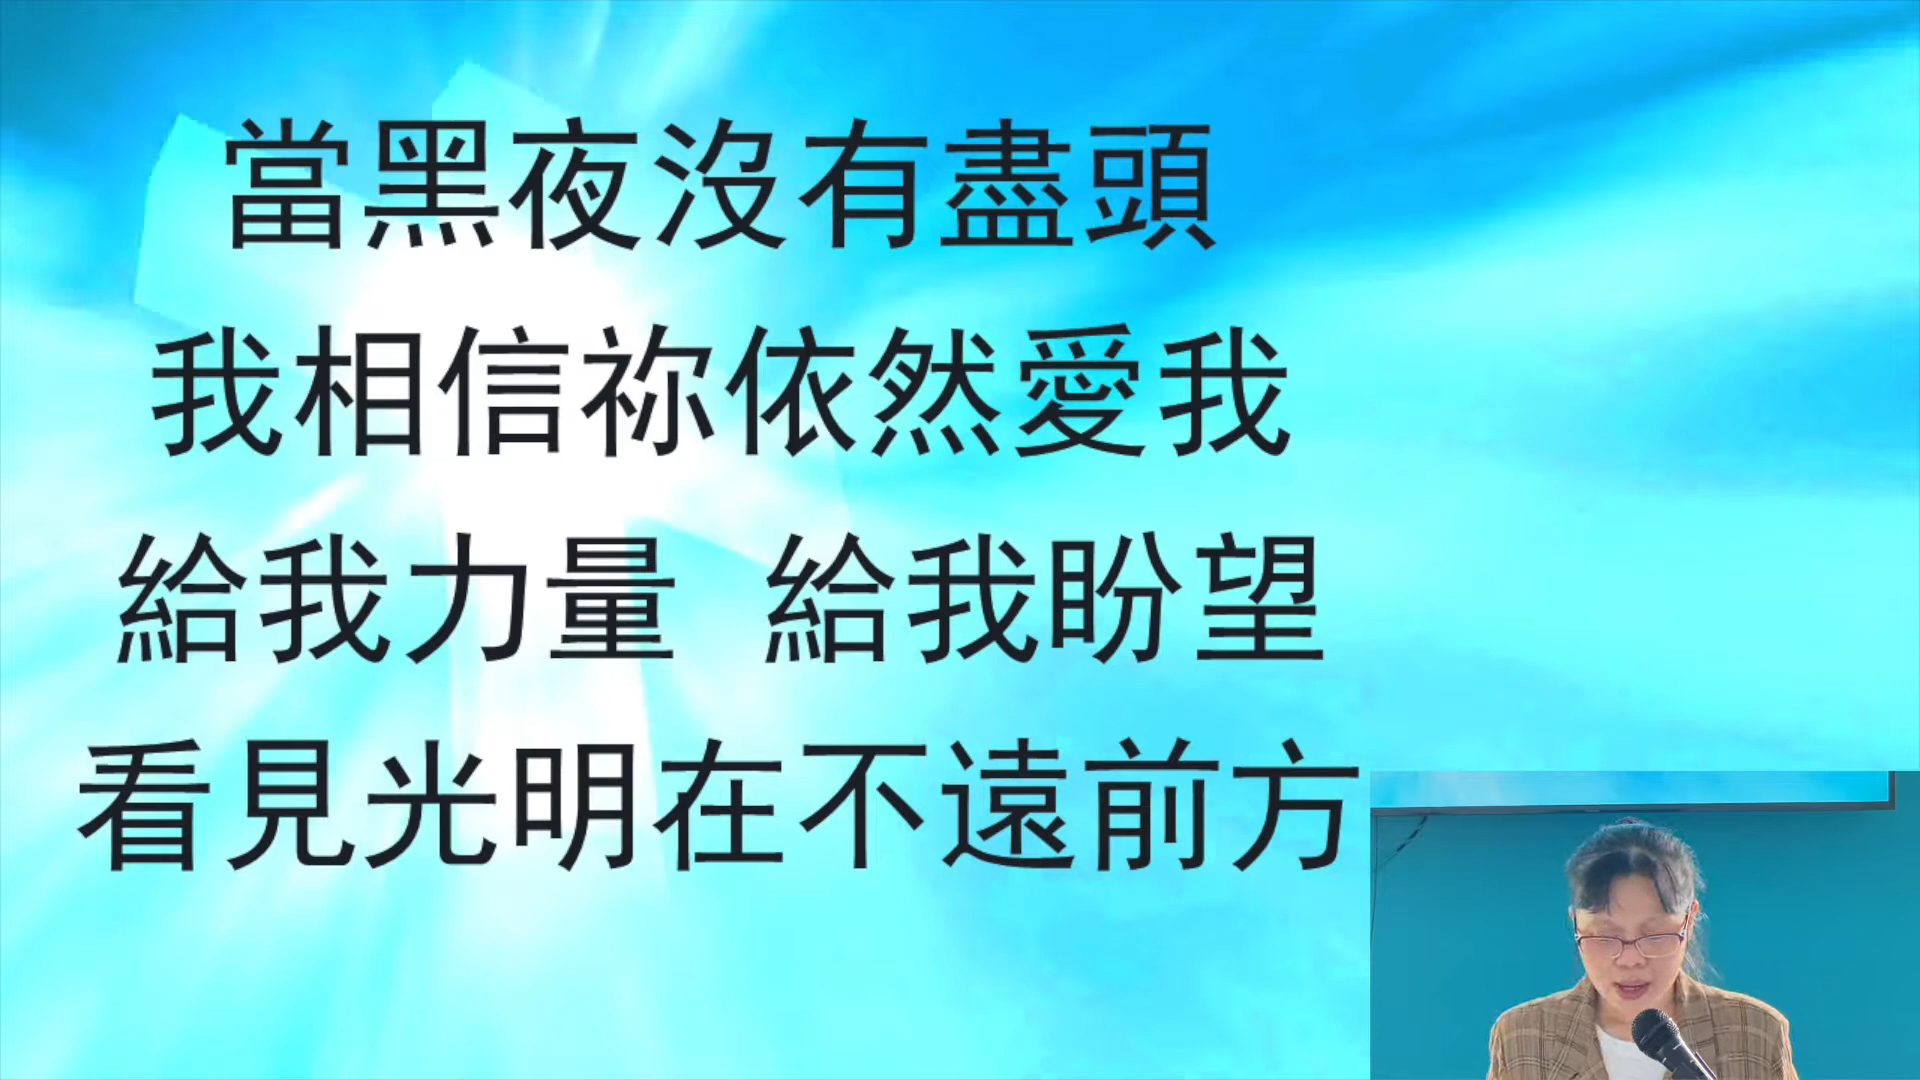 當黑夜沒有盡頭
我相信祢依然愛我
給我力量 給我盼望
看見光明在不遠前方